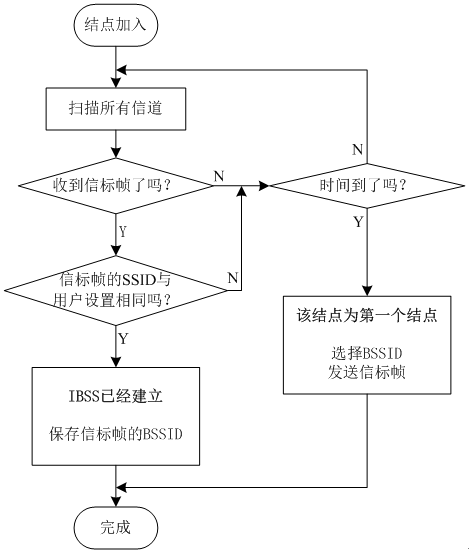 结点加入
扫描所有信道
收到信标帧了吗？
N
时间到了吗？
N
Y
Y
信标帧的SSID与
用户设置相同吗？
N
Y
IBSS已经建立
保存信标帧的BSSID
该结点为第一个结点
选择BSSID
发送信标帧
完成